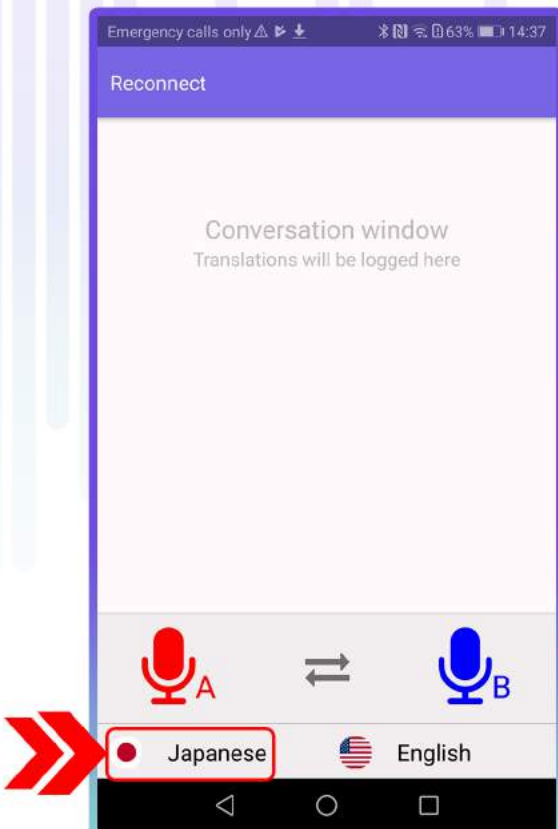 Emergency calls only 63% 14:37
Reconnect
Conversation window
Translations will be logged here
A B
Japanese English